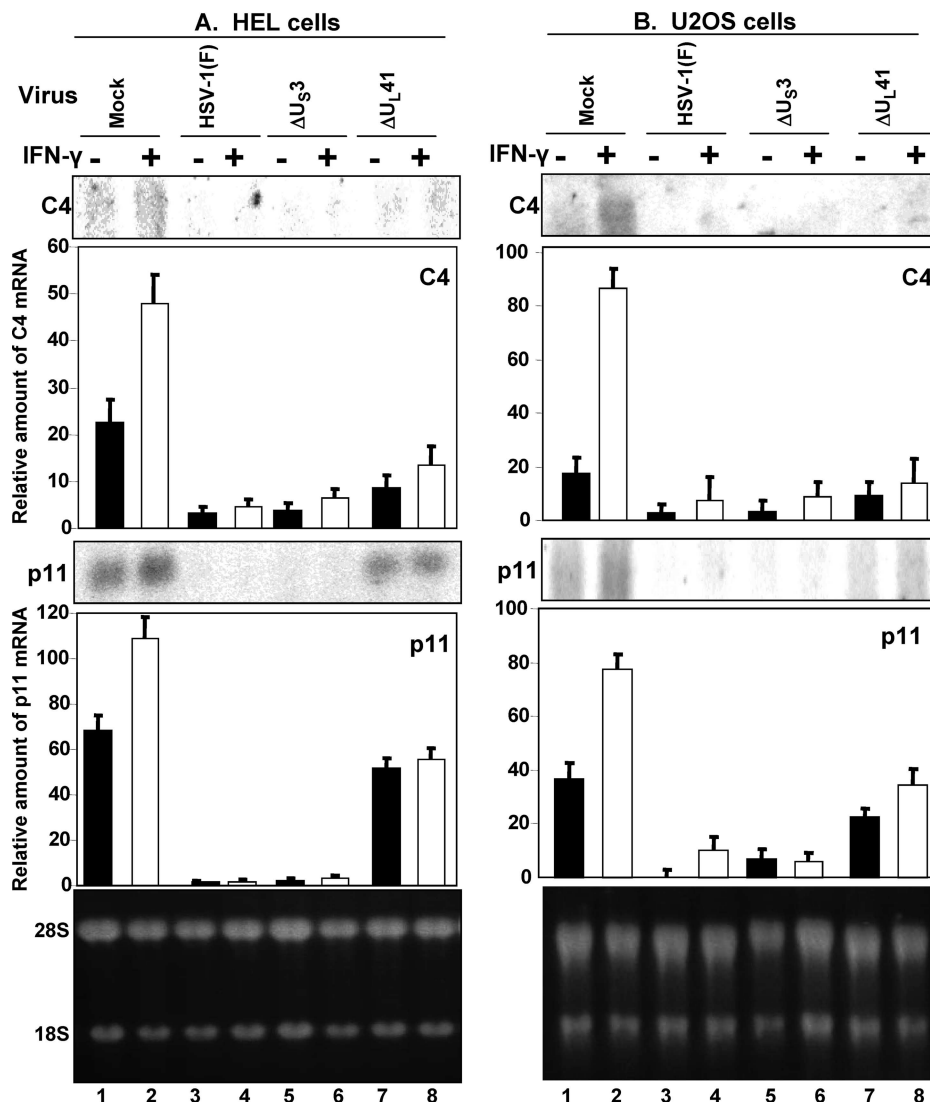 A. HEL cells
Virus
Mock
HSV-1(F)
ΔUS3
ΔUL41
IFN-γ - + - + - + - +
C4
60
50
40
30
20
10
0
Relative amount of C4 mRNA
C4
p11
120
100
80
60
40
20
0
Relative amount of p11 mRNA
p11
28S
18S
1 2 3 4 5 6 7 8
B. U2OS cells
Mock
HSV-1(F)
ΔUS3
ΔUL41
IFN-γ - + - + - + - +
C4
100
80
60
40
20
0
C4
p11
100
80
60
40
20
0
p11
1 2 3 4 5 6 7 8